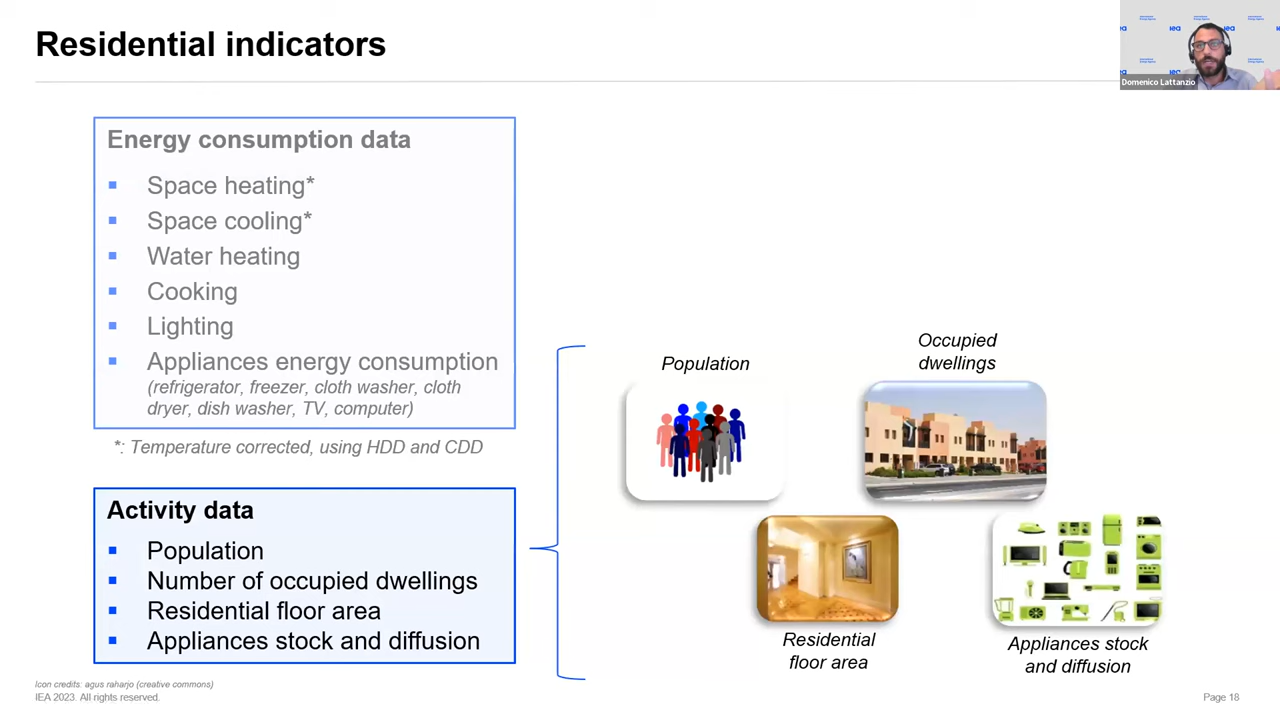 Residential indicators
iea
Domenico Lattanzio
Energy consumption data
▪ Space heating*
▪ Space cooling*
▪ Water heating
▪ Cooking
▪ Lighting
▪ Appliances energy consumption
(refrigerator, freezer, cloth washer, cloth
dryer, dish washer, TV, computer)
*: Temperature corrected, using HDD and CDD
Activity data
▪ Population
▪ Number of occupied dwellings
▪ Residential floor area
▪ Appliances stock and diffusion
Population
Occupied
dwellings
Residential
floor area
Appliances stock
and diffusion
Icon credits: agus raharjo (creative commons)
IEA 2023. All rights reserved.
Page 18